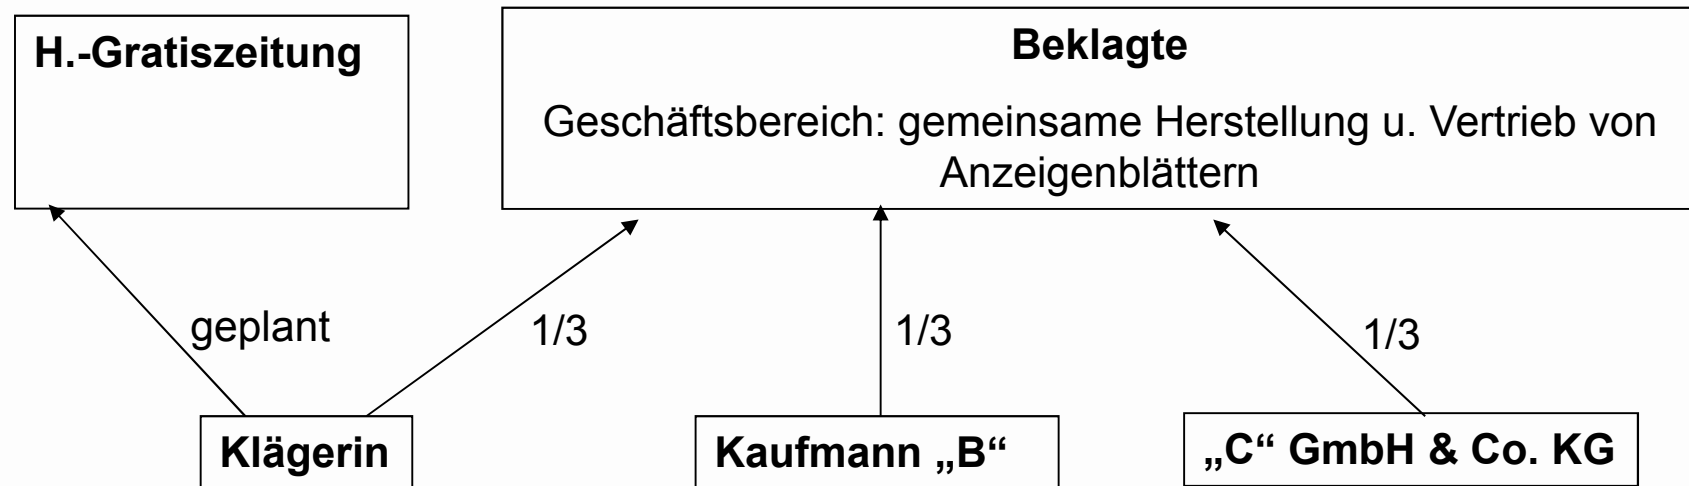 H.-Gratiszeitung
Beklagte
Geschäftsbereich: gemeinsame Herstellung u. Vertrieb von
Anzeigenblättern
geplant
1/3
1/3
1/3
Klägerin
Kaufmann „B“
„C“ GmbH & Co. KG